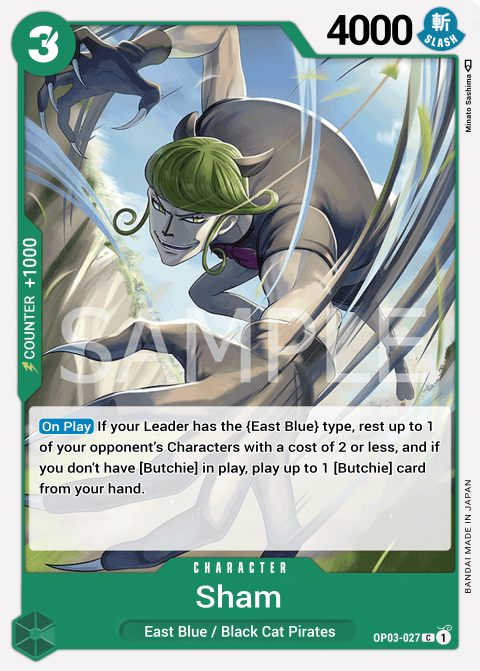 3
4000
斬
SLASH
Minato Sashima
COUNTER +1000
SAMPLE
On Play If your Leader has the {East Blue} type, rest up to 1
of your opponent's Characters with a cost of 2 or less, and if
you don't have [Butchie] in play, play up to 1 [Butchie] card
from your hand.
BANDAI MADE IN JAPAN
CHARACTER
Sham
East Blue / Black Cat Pirates
OP03-027 C 1